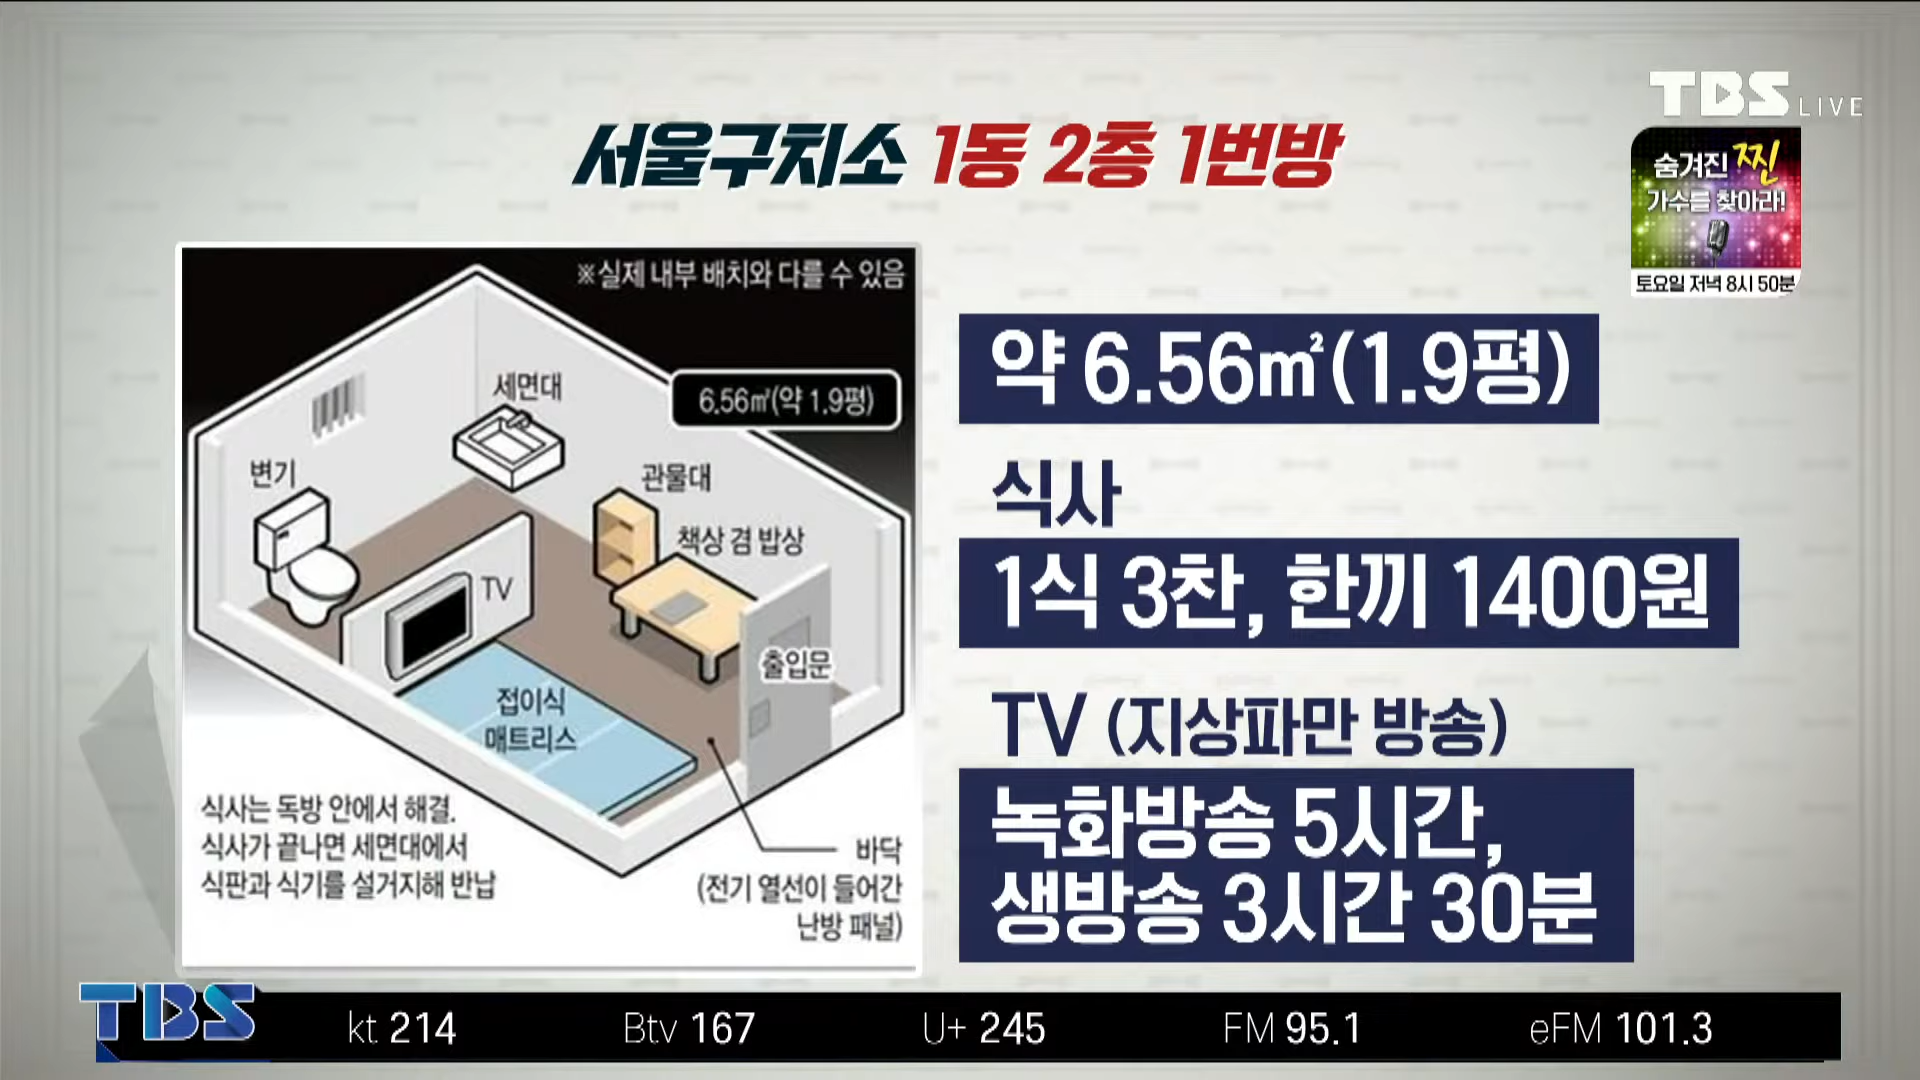 TBS LIVE
숨겨진 찐
가수를 찾아라!
토요일 저녁 8시 50분
서울구치소 1동 2층 1번방
※실제 내부 배치와 다를 수 있음
6.56㎡(약 1.9평)
세면대
변기
관물대
책상 겸 밥상
TV
출입문
접이식
매트리스
식사는 독방 안에서 해결.
식사가 끝나면 세면대에서
식판과 식기를 설거지해 반납
바닥
(전기 열선이 들어간
난방 패널)
약 6.56㎡(1.9평)
식사
1식 3찬, 한끼 1400원
TV (지상파만 방송)
녹화방송 5시간,
생방송 3시간 30분
TBS kt 214 Btv 167 U+ 245 FM 95.1 eFM 101.3